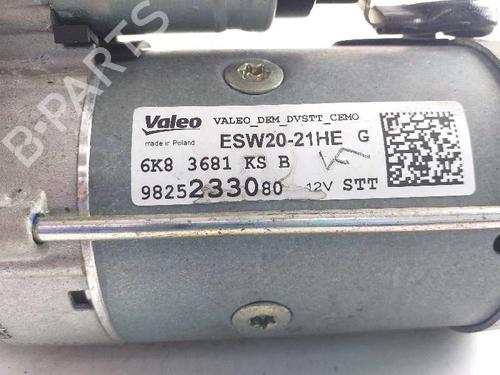 Valeo VALEO_DEM_DVSTT_CEMO
made in Poland ESW20-21HE G
6K8 3681 KS B
9825233080 12V STT
B-PARTS